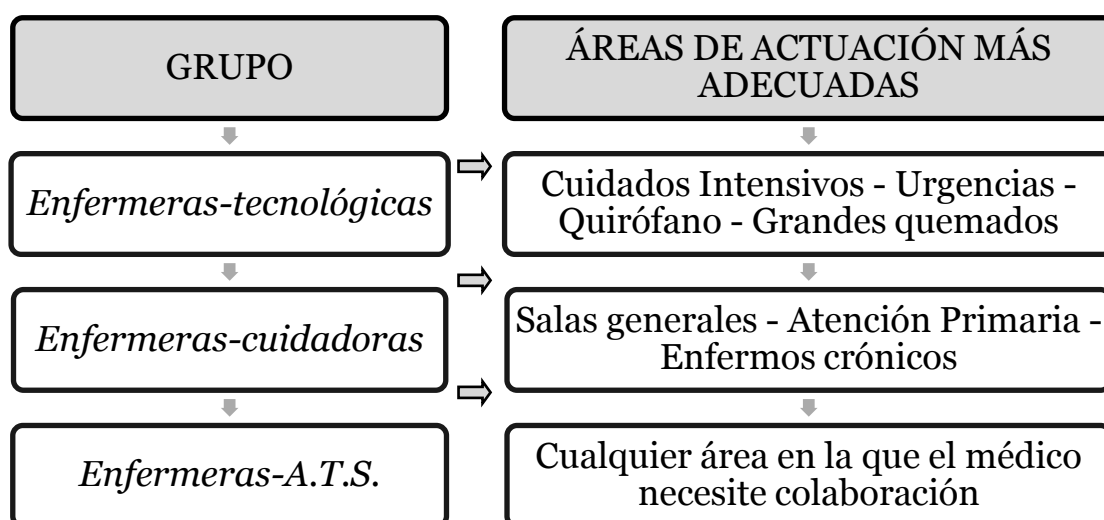 GRUPO
ÁREAS DE ACTUACIÓN MÁS
ADECUADAS
Enfermeras-tecnológicas
Cuidados Intensivos - Urgencias -
Quirófano - Grandes quemados
Enfermeras-cuidadoras
Salas generales - Atención Primaria -
Enfermos crónicos
Enfermeras-A.T.S.
Cualquier área en la que el médico
necesite colaboración